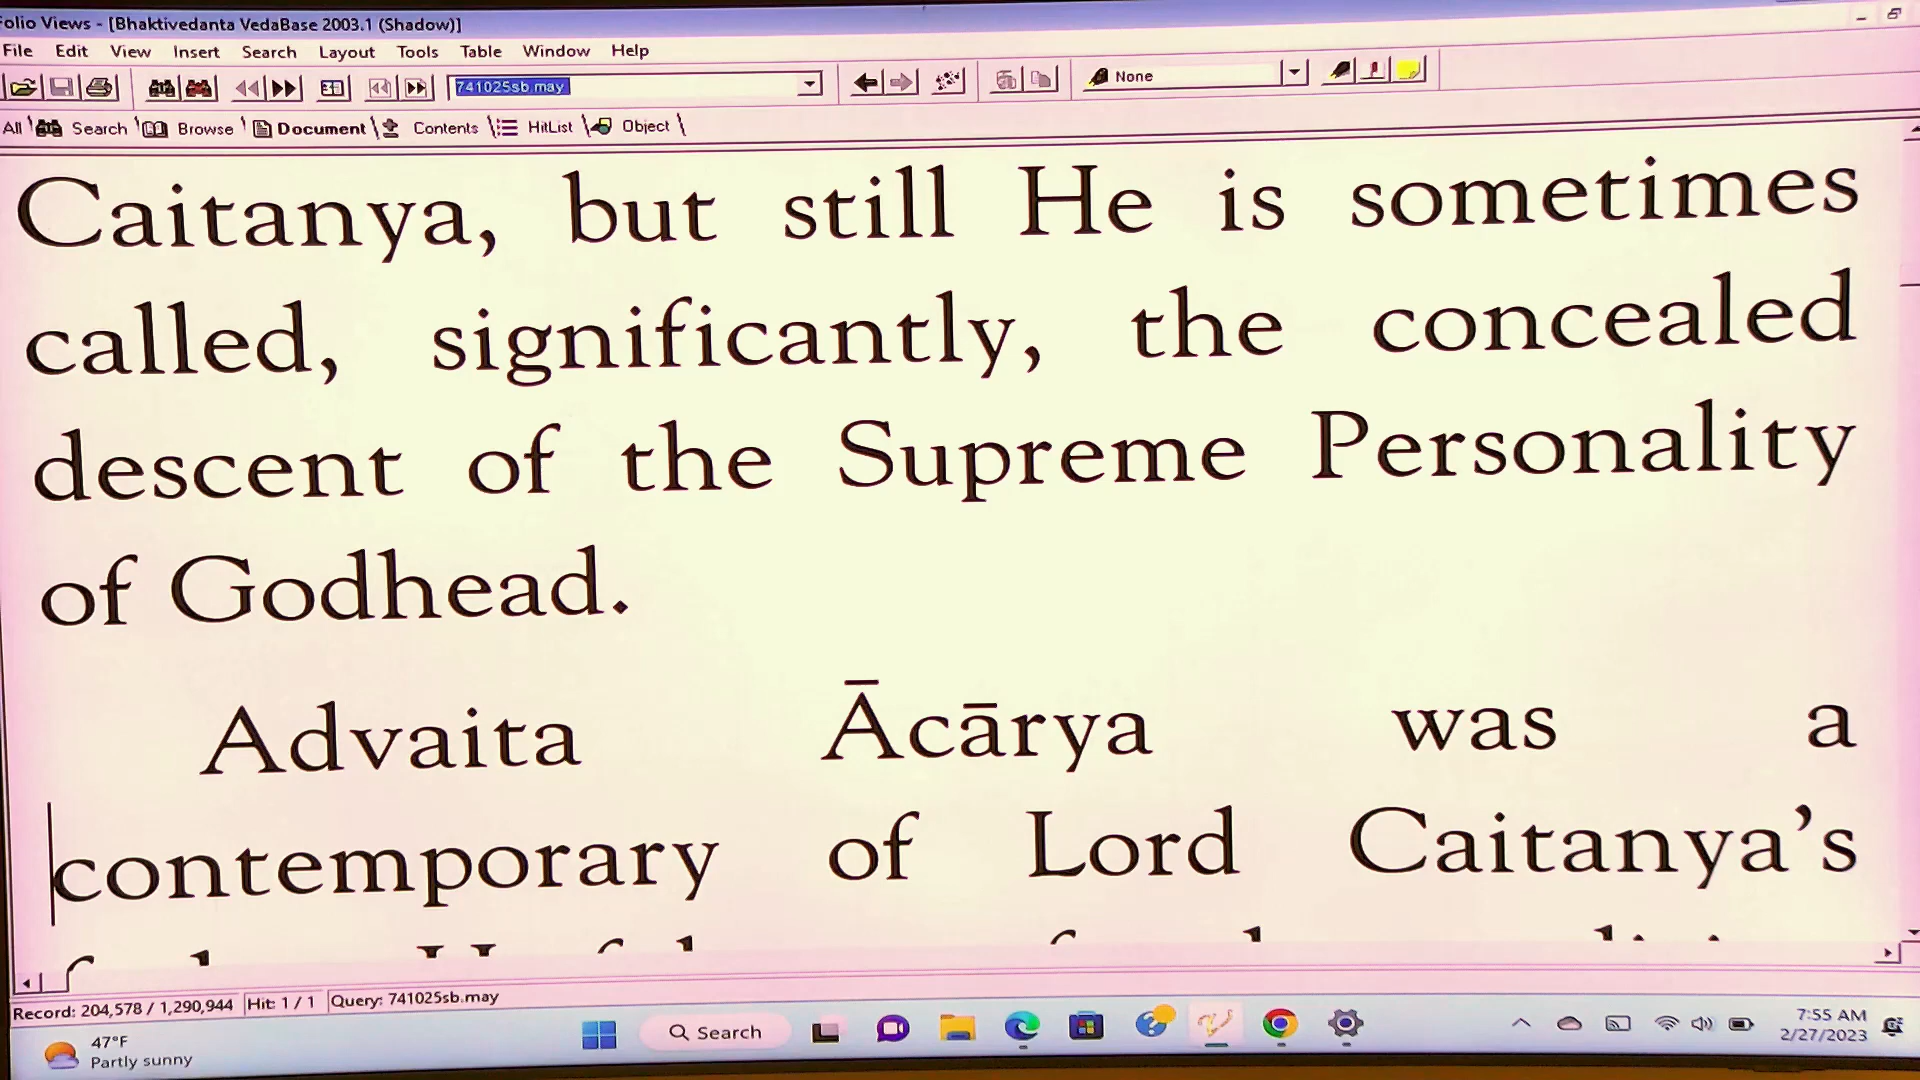 Folio Views - [Bhaktivedanta VedaBase 2003.1 (Shadow)]
File Edit View Insert Search Layout Tools Table Window Help
741025sb.may
None
All Search Browse Document Contents HitList Object
Caitanya, but still He is sometimes
called, significantly, the concealed
descent of the Supreme Personality
of Godhead.
Advaita Ācārya was a
contemporary of Lord Caitanya’s
Record: 204,578 / 1,290,944 Hit: 1 / 1 Query: 741025sb.may
47°F
Partly sunny
Search
7:55 AM
2/27/2023